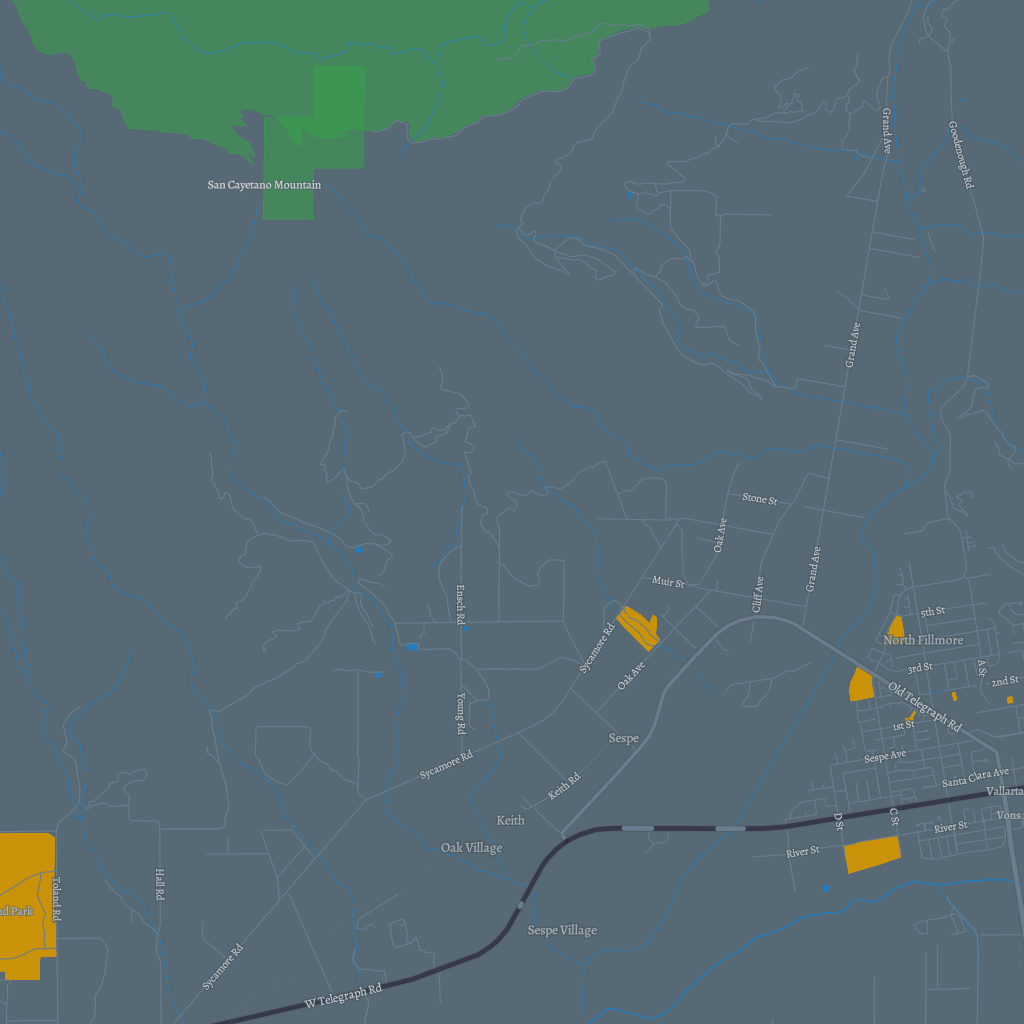 Grand Ave
Goodenough Rd
San Cayetano Mountain
Grand Ave
Stone St
Oak Ave
Grand Ave
Muir St
Cliff Ave
Ensch Rd
5th St
North Fillmore
Sycamore Rd
3rd St
A St
Oak Ave
2nd St
Old Telegraph Rd
Young Rd
1st St
Sespe
Sespe Ave
Sycamore Rd
Santa Clara Ave
Keith Rd
Vallarta
Keith
D St
C St
Vons
River St
Oak Village
River St
Hall Rd
Toland Rd
nd Park
Sespe Village
Sycamore Rd
W Telegraph Rd